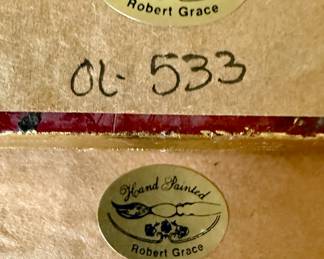 Robert Grace
OL- 533
Hand Painted
Robert Grace